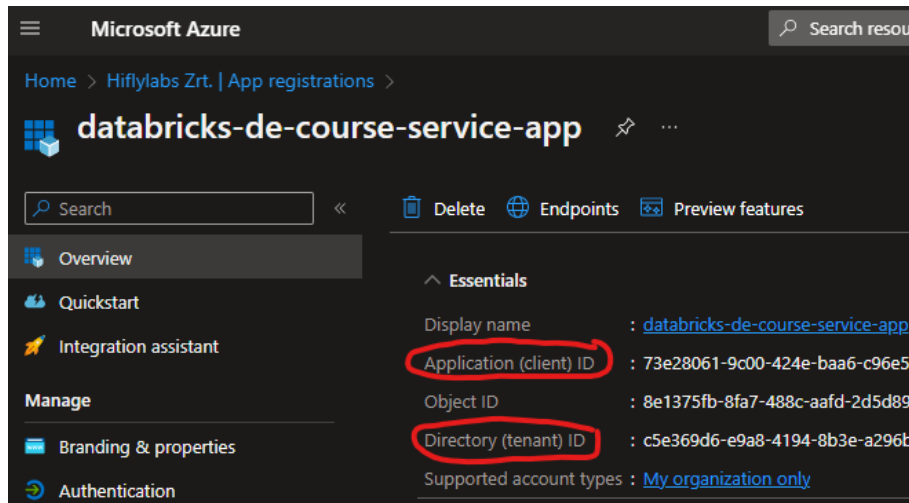 Microsoft Azure
Search resou
Home > Hiflylabs Zrt. | App registrations >
databricks-de-course-service-app
Search
Delete Endpoints Preview features
Overview
Essentials
Quickstart
Display name : databricks-de-course-service-app
Integration assistant
Application (client) ID : 73e28061-9c00-424e-baa6-c96e5
Manage
Object ID : 8e1375fb-8fa7-488c-aafd-2d5d89
Branding & properties
Directory (tenant) ID : c5e369d6-e9a8-4194-8b3e-a296b
Authentication
Supported account types : My organization only